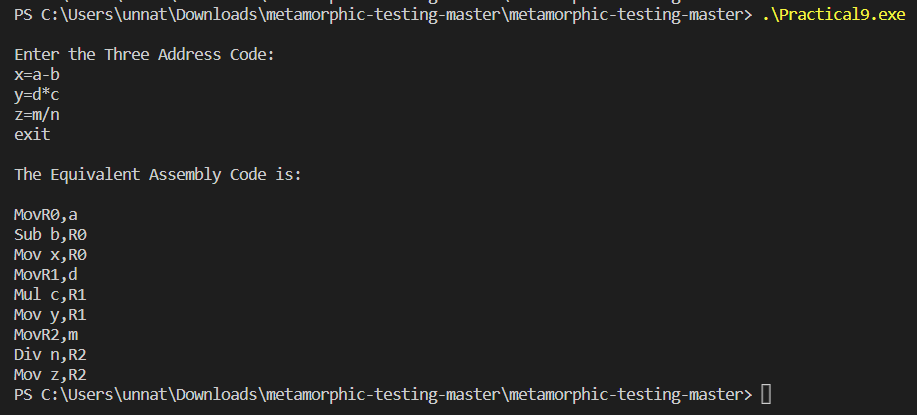 PS C:\Users\unnat\Downloads\metamorphic-testing-master\metamorphic-testing-master> .\Practical9.exe
Enter the Three Address Code:
x=a-b
y=d*c
z=m/n
exit
The Equivalent Assembly Code is:
MovR0,a
Sub b,R0
Mov x,R0
MovR1,d
Mul c,R1
Mov y,R1
MovR2,m
Div n,R2
Mov z,R2
PS C:\Users\unnat\Downloads\metamorphic-testing-master\metamorphic-testing-master>